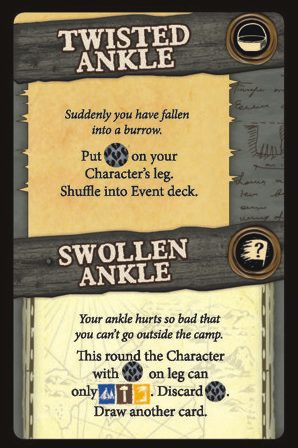 TWISTED
ANKLE
Suddenly you have fallen
into a burrow.
Put on your
Character's leg.
Shuffle into Event deck.
SWOLLEN
ANKLE
?
Your ankle hurts so bad that
you can't go outside the camp.
This round the Character
with on leg can
only . Discard .
Draw another card.